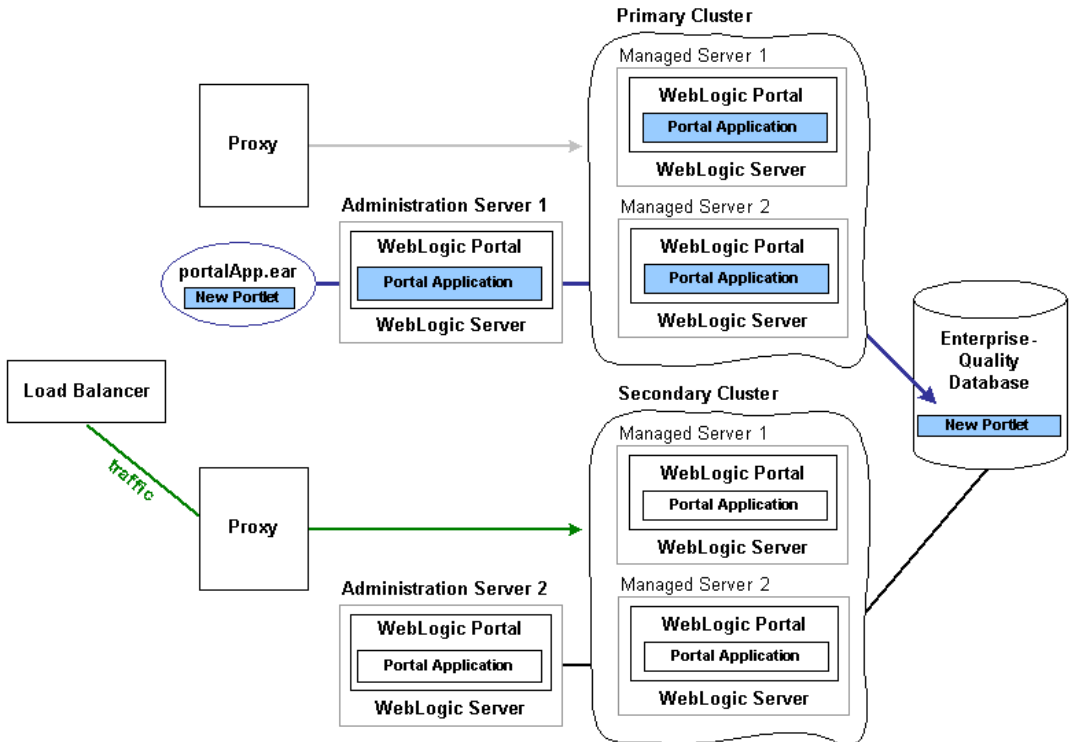 Primary Cluster
Managed Server 1
WebLogic Portal
Portal Application
WebLogic Server
Proxy
Administration Server 1
WebLogic Portal
Portal Application
WebLogic Server
Managed Server 2
WebLogic Portal
Portal Application
WebLogic Server
portalApp.ear
New Portlet
Enterprise-
Quality
Database
New Portlet
Load Balancer
traffic
Secondary Cluster
Managed Server 1
WebLogic Portal
Portal Application
WebLogic Server
Proxy
Administration Server 2
WebLogic Portal
Portal Application
WebLogic Server
Managed Server 2
WebLogic Portal
Portal Application
WebLogic Server